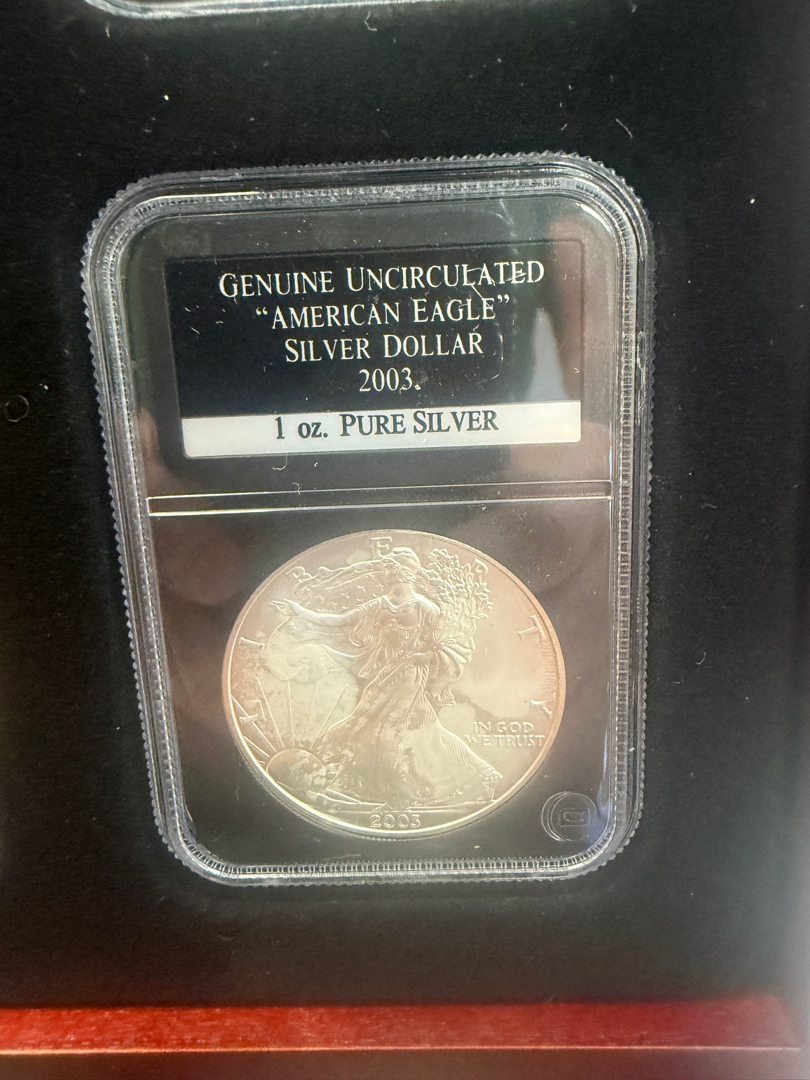 GENUINE UNCIRCULATED
"AMERICAN EAGLE"
SILVER DOLLAR
2003.
1 oz. PURE SILVER
LIBERTY
IN GOD
WE TRUST
2003